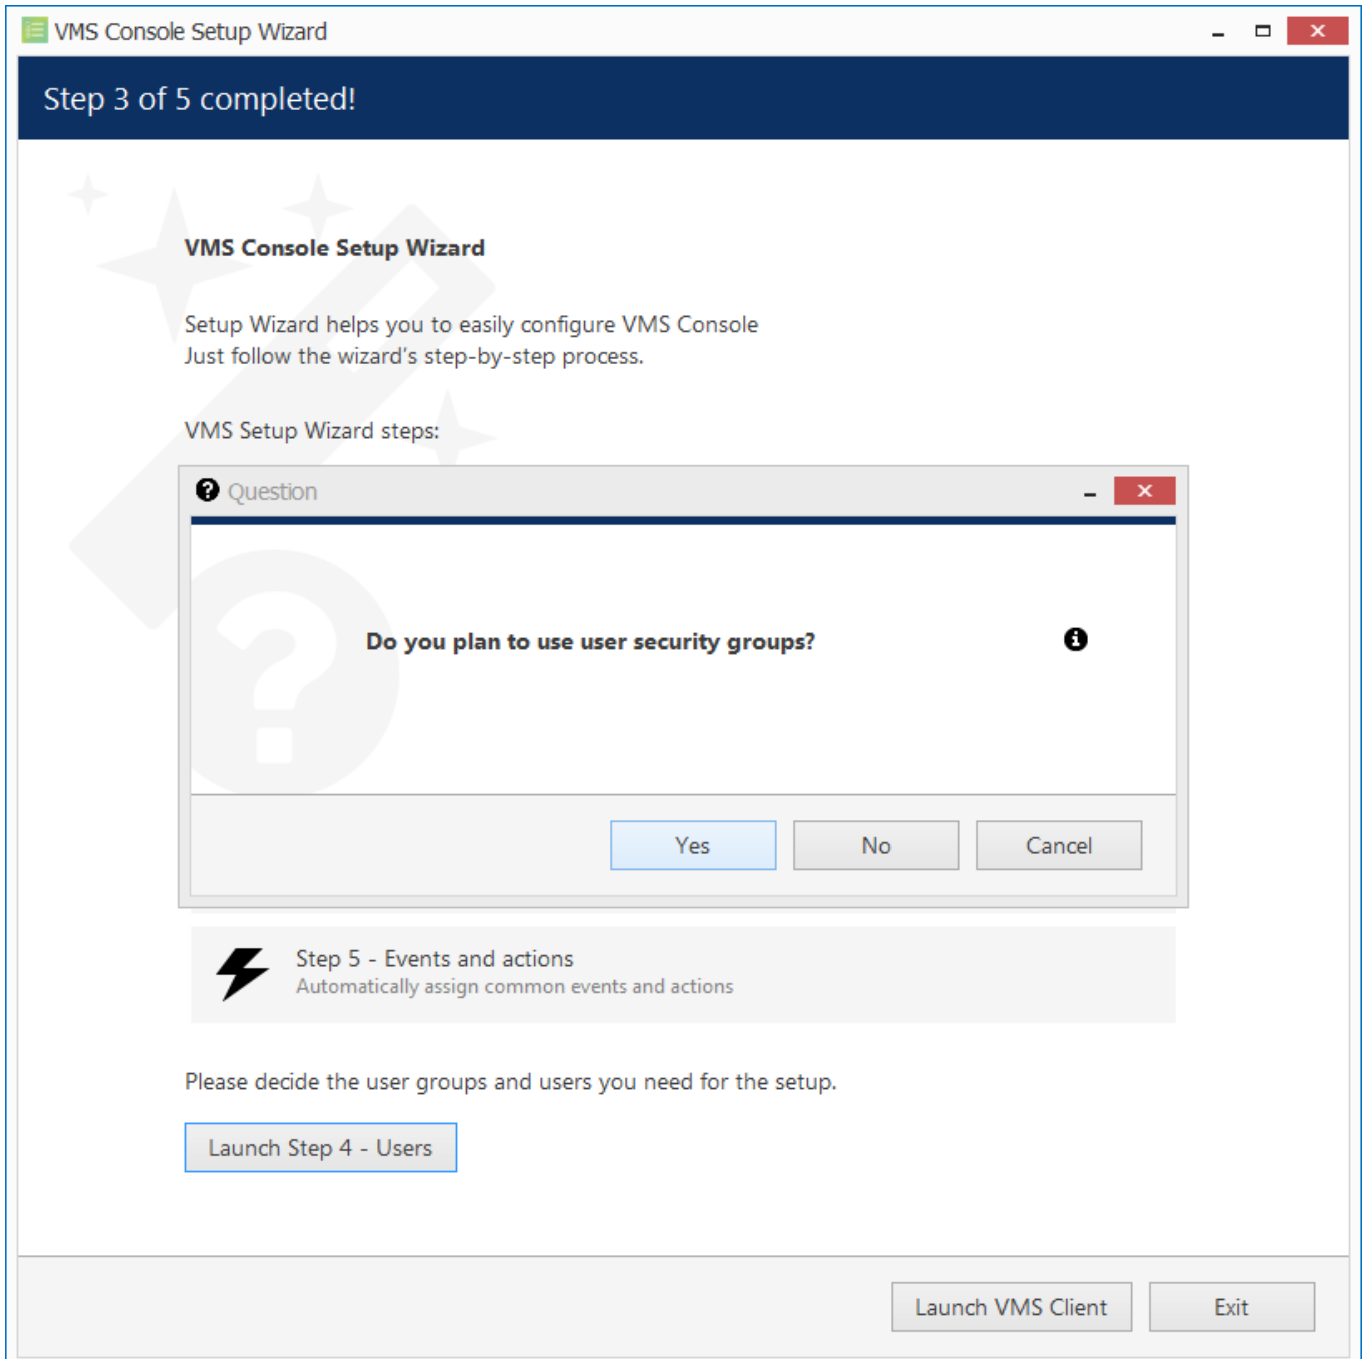 VMS Console Setup Wizard
Step 3 of 5 completed!
VMS Console Setup Wizard
Setup Wizard helps you to easily configure VMS Console
Just follow the wizard's step-by-step process.
VMS Setup Wizard steps:
Question
Do you plan to use user security groups?
Yes No Cancel
Step 5 - Events and actions
Automatically assign common events and actions
Please decide the user groups and users you need for the setup.
Launch Step 4 - Users
Launch VMS Client Exit